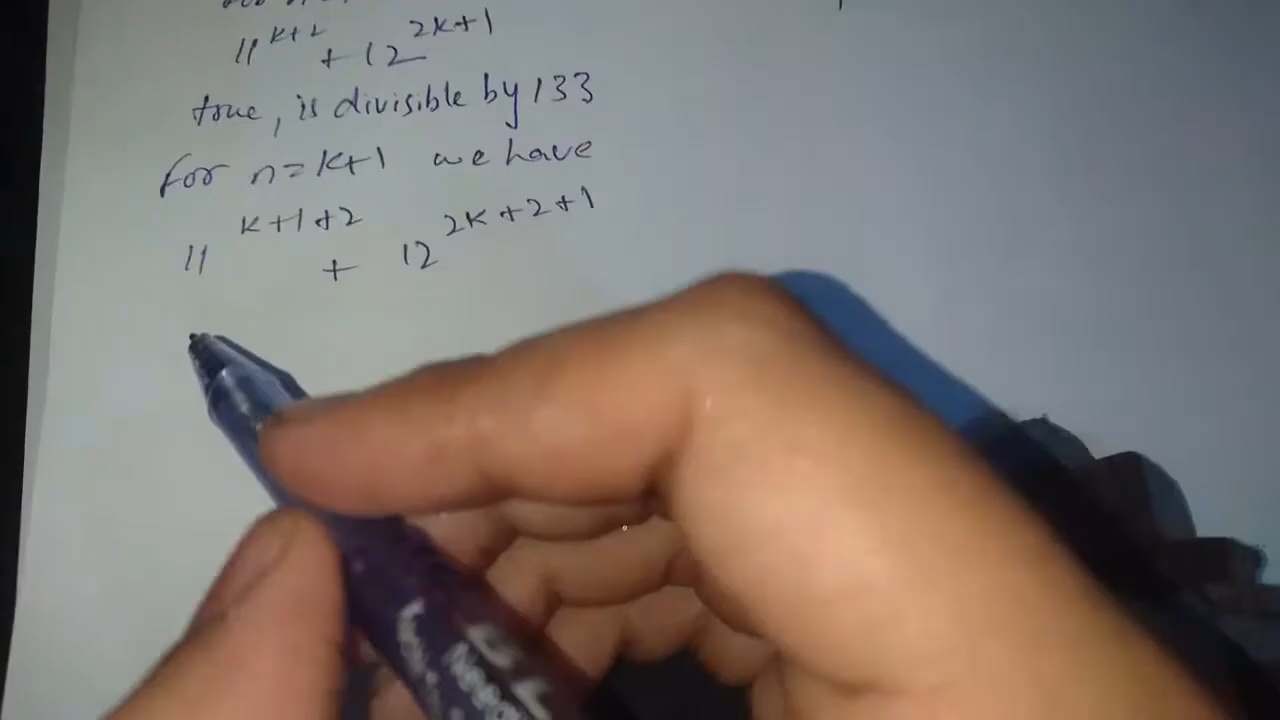 11^{k+2} + 12^{2k+1}
true, is divisible by 133
for n=k+1 we have
11^{k+1+2} + 12^{2k+2+1}